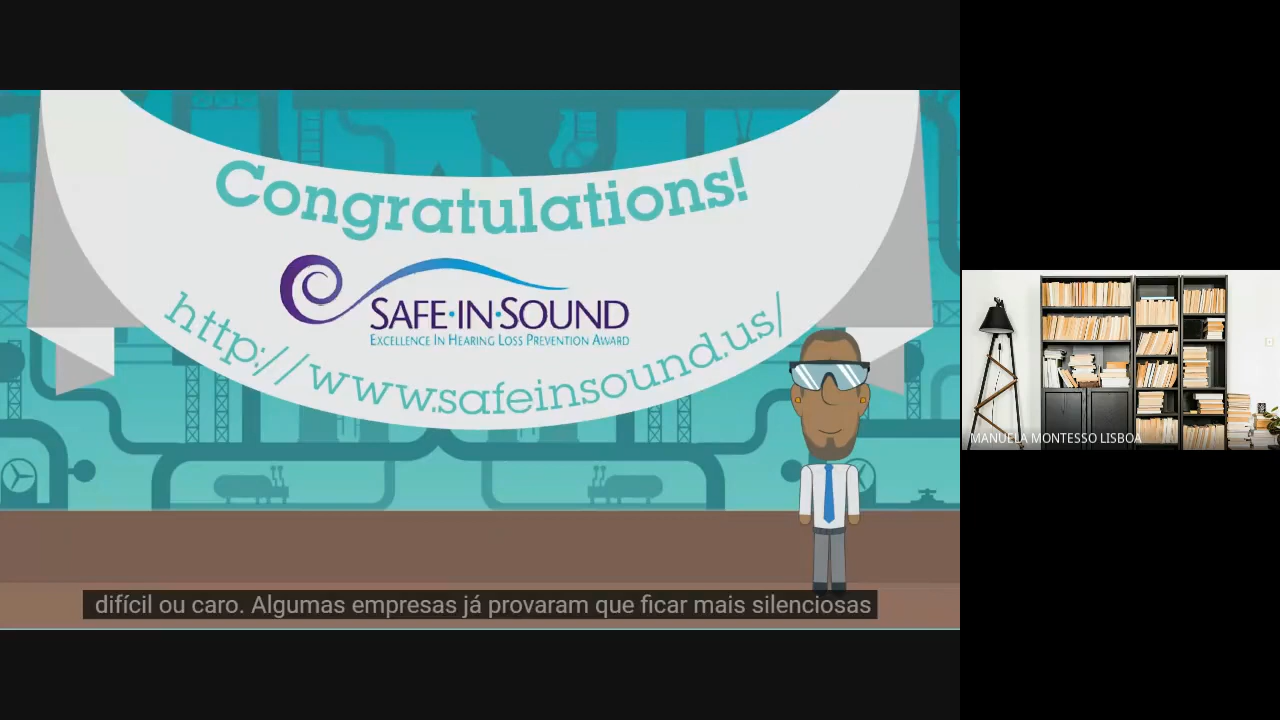 Congratulations!
SAFE·IN·SOUND
EXCELLENCE IN HEARING LOSS PREVENTION AWARD
http://www.safeinsound.us/
difícil ou caro. Algumas empresas já provaram que ficar mais silenciosas
MANUELA MONTESSO LISBOA